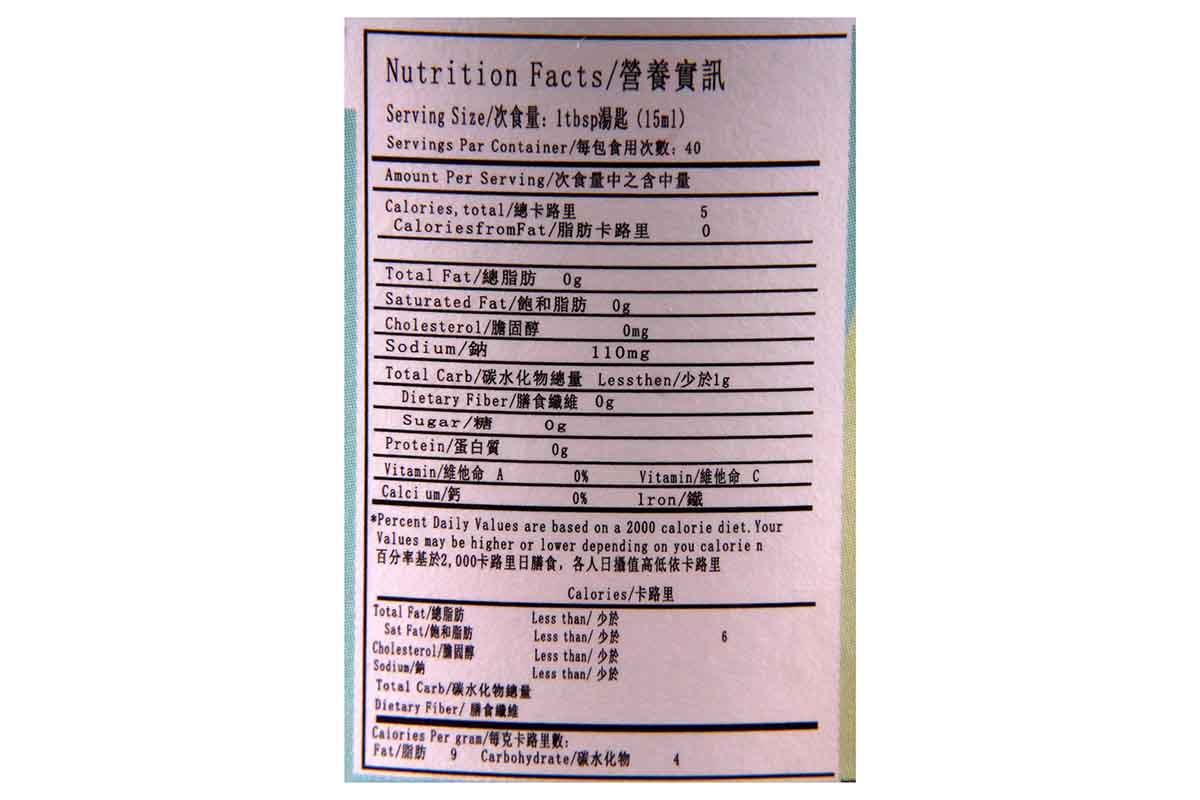 Nutrition Facts/營養實訊
Serving Size/次食量: 1tbsp湯匙 (15ml)
Servings Par Container/每包食用次數: 40
Amount Per Serving/次食量中之含中量
Calories, total/總卡路里 5
CaloriesfromFat/脂肪卡路里 0
Total Fat/總脂肪 0g
Saturated Fat/飽和脂肪 0g
Cholesterol/膽固醇 0mg
Sodium/鈉 110mg
Total Carb/碳水化物總量 Lessthen/少於1g
Dietary Fiber/膳食纖維 0g
Sugar/糖 0g
Protein/蛋白質 0g
Vitamin/維他命 A 0% Vitamin/維他命 C
Calcium/鈣 0% lron/鐵
*Percent Daily Values are based on a 2000 calorie diet. Your
Values may be higher or lower depending on you calorie n
百分率基於2,000卡路里日膳食, 各人日攝值高低依卡路里
Calories/卡路里
Total Fat/總脂肪 Less than/ 少於
Sat Fat/飽和脂肪 Less than/ 少於 6
Cholesterol/膽固醇 Less than/ 少於
Sodium/鈉 Less than/ 少於
Total Carb/碳水化物總量
Dietary Fiber/ 膳食纖維
Caiories Per gram/每克卡路里數:
Fat/脂肪 9 Carbohydrate/碳水化物 4